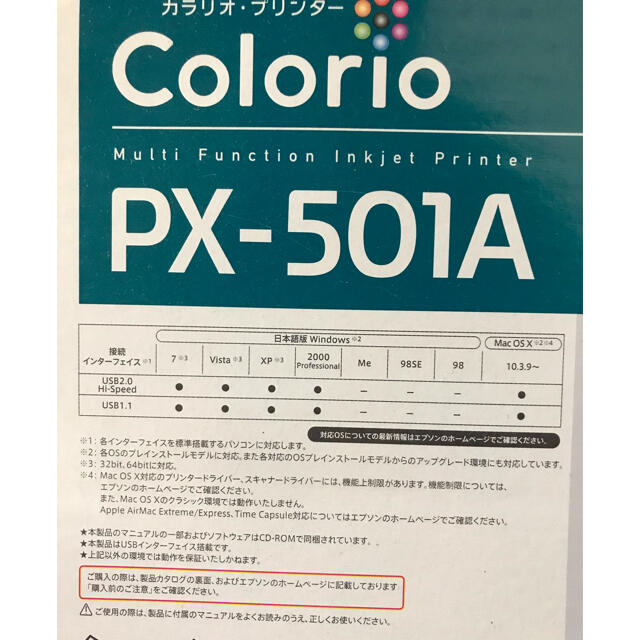 カラリオ・プリンター
Colorio
Multi Function Inkjet Printer
PX-501A
接続インターフェイス※1 日本語版 Windows※2 Mac OS X※2※4
7※3 Vista※3 XP※3 2000 Professional Me 98SE 98 10.3.9〜
USB2.0 Hi-Speed ● ● ● ● − − − ●
USB1.1 ● ● ● ● − − − ●
対応OSについての最新情報はエプソンのホームページでご確認ください。
※1: 各インターフェイスを標準搭載するパソコンに対応します。
※2: 各OSのプレインストールモデルに対応。また各対応のOSプレインストールモデルからのアップグレード環境にも対応しています。
※3: 32bit, 64bitに対応。
※4: Mac OS X対応のプリンタードライバー、スキャナードライバーには、機能上制限があります。機能制限については、
エプソンのホームページでご確認ください。
また、Mac OS Xのクラシック環境では動作いたしません。
Apple AirMac Extreme/Express、Time Capsule対応についてはエプソンのホームページでご確認ください。
★本製品のマニュアルの一部およびソフトウェアはCD-ROMで同梱されています。
★本製品はUSBインターフェイス搭載です。
★上記以外の環境では動作を保証いたしかねます。
ご購入の際は、製品カタログの裏面、およびエプソンのホームページに記載しております
「購入前のご注意」をご確認ください。
⚠ご使用の際は、製品に付属のマニュアルをよくお読みのうえ、正しくお使いください。